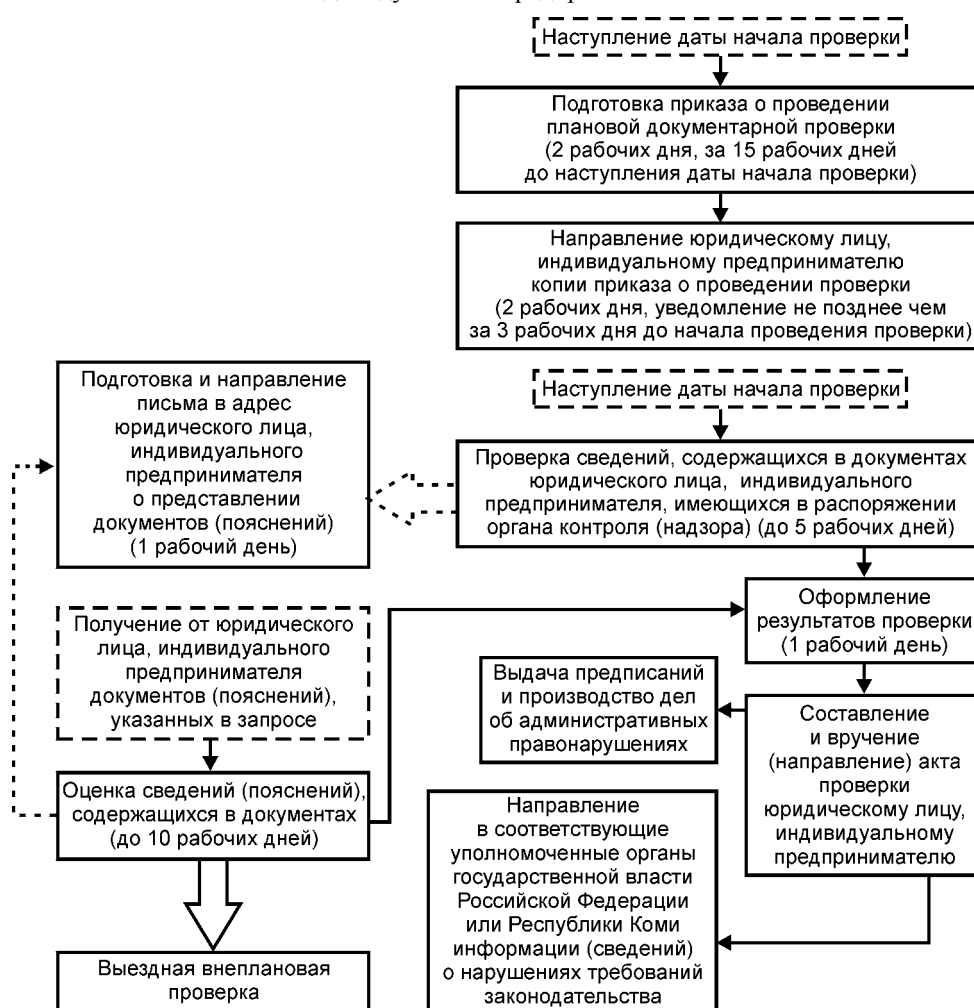 Наступление даты начала проверки
Подготовка приказа о проведении
плановой документарной проверки
(2 рабочих дня, за 15 рабочих дней
до наступления даты начала проверки)
Направление юридическому лицу,
индивидуальному предпринимателю
копии приказа о проведении проверки
(2 рабочих дня, уведомление не позднее чем
за 3 рабочих дня до начала проведения проверки)
Наступление даты начала проверки
Подготовка и направление
письма в адрес
юридического лица,
индивидуального
предпринимателя
о представлении
документов (пояснений)
(1 рабочий день)
Проверка сведений, содержащихся в документах
юридического лица, индивидуального
предпринимателя, имеющихся в распоряжении
органа контроля (надзора) (до 5 рабочих дней)
Оформление
результатов проверки
(1 рабочий день)
Получение от юридического
лица, индивидуального
предпринимателя
документов (пояснений),
указанных в запросе
Выдача предписаний
и производство дел
об административных
правонарушениях
Составление
и вручение
(направление) акта
проверки
юридическому лицу,
индивидуальному
предпринимателю
Оценка сведений (пояснений),
содержащихся в документах
(до 10 рабочих дней)
Направление
в соответствующие
уполномоченные органы
государственной власти
Российской Федерации
или Республики Коми
информации (сведений)
о нарушениях требований
законодательства
Выездная внеплановая
проверка